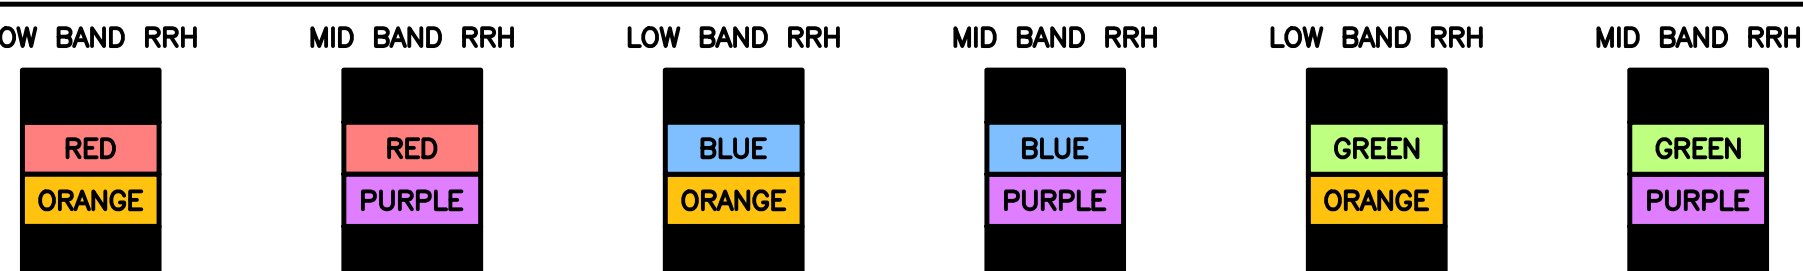 OW BAND RRH MID BAND RRH LOW BAND RRH MID BAND RRH LOW BAND RRH MID BAND RRH
RED RED BLUE BLUE GREEN GREEN
ORANGE PURPLE ORANGE PURPLE ORANGE PURPLE